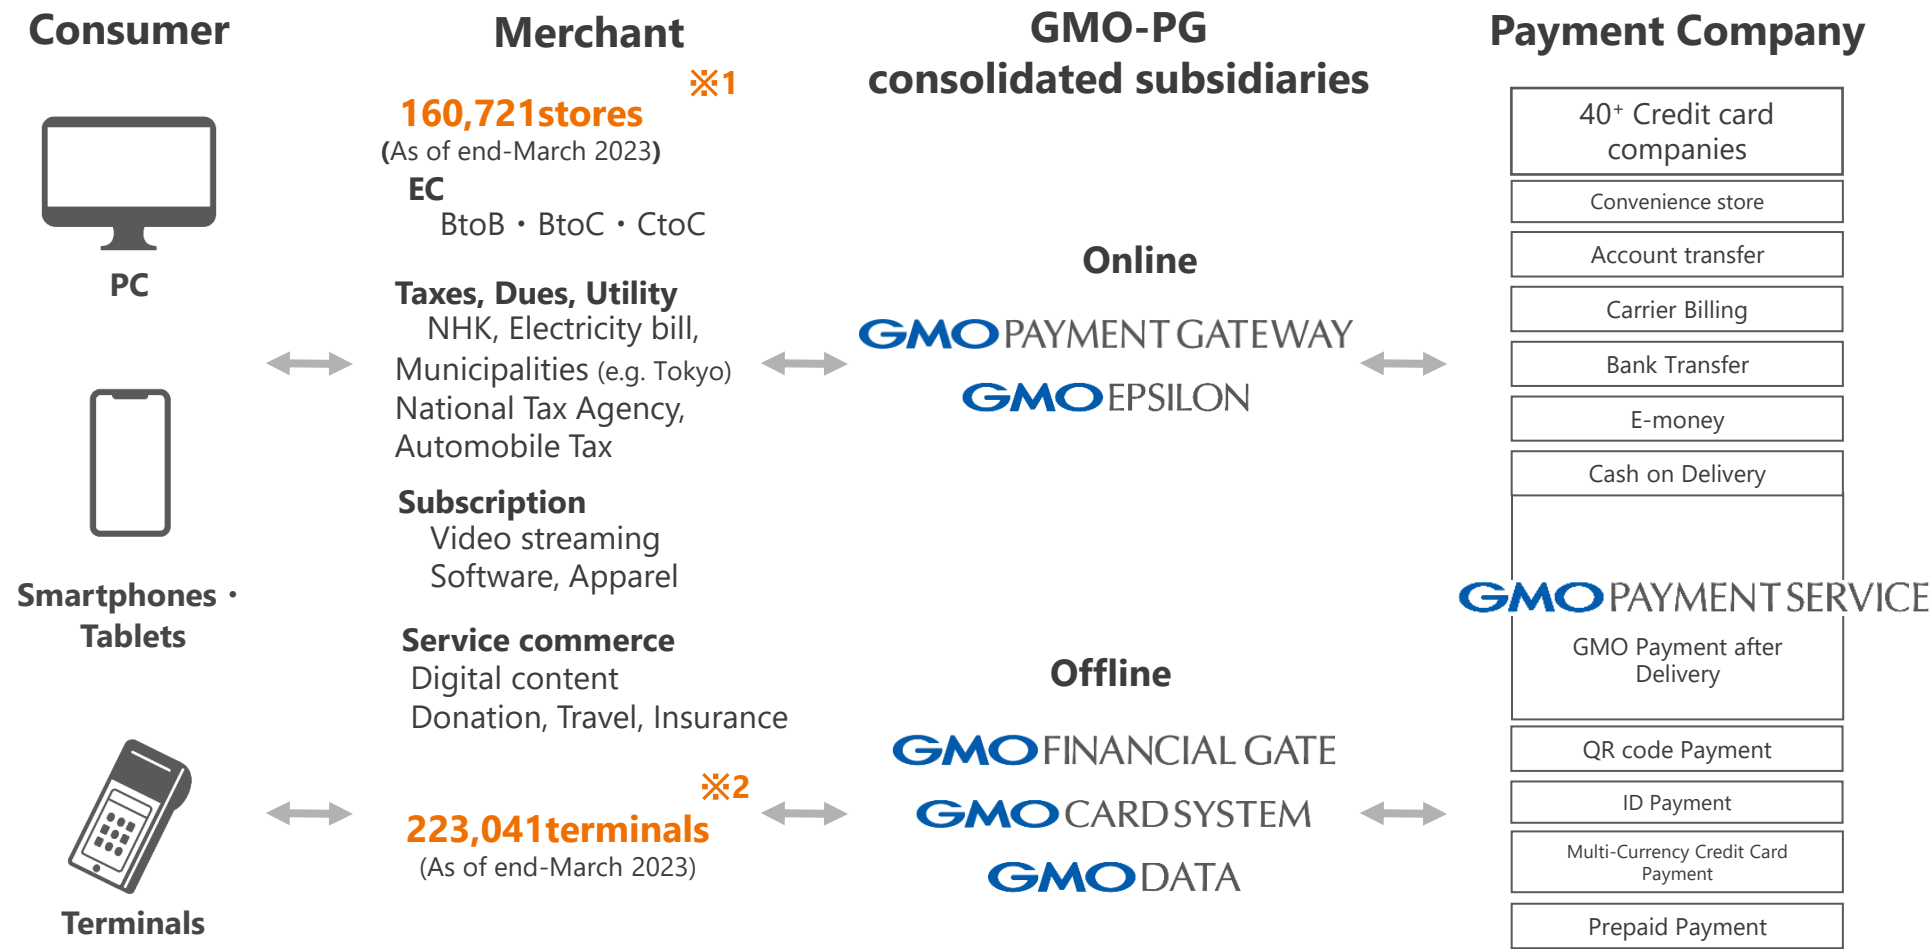 Consumer
PC
Smartphones・
Tablets
Terminals
Merchant
※1
160,721stores
(As of end-March 2023)
EC
BtoB・BtoC・CtoC
Taxes, Dues, Utility
NHK, Electricity bill,
Municipalities (e.g. Tokyo)
National Tax Agency,
Automobile Tax
Subscription
Video streaming
Software, Apparel
Service commerce
Digital content
Donation, Travel, Insurance
※2
223,041terminals
(As of end-March 2023)
GMO-PG
consolidated subsidiaries
Online
GMO PAYMENT GATEWAY
GMO EPSILON
Offline
GMO FINANCIAL GATE
GMO CARD SYSTEM
GMO DATA
Payment Company
40⁺ Credit card
companies
Convenience store
Account transfer
Carrier Billing
Bank Transfer
E-money
Cash on Delivery
GMO PAYMENT SERVICE
GMO Payment after
Delivery
QR code Payment
ID Payment
Multi-Currency Credit Card
Payment
Prepaid Payment